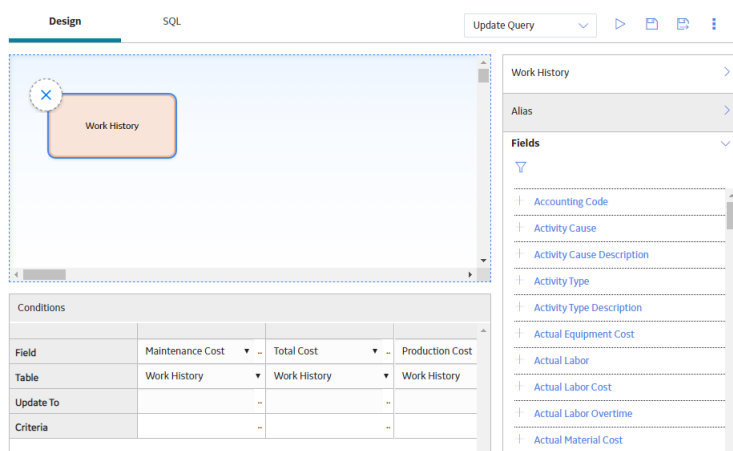 Design SQL Update Query
Work History
Work History
Alias
Fields
Accounting Code
Activity Cause
Activity Cause Description
Activity Type
Activity Type Description
Actual Equipment Cost
Actual Labor
Actual Labor Cost
Actual Labor Overtime
Actual Material Cost
Conditions
Field Maintenance Cost .. Total Cost .. Production Cost
Table Work History Work History Work History
Update To .. ..
Criteria .. ..